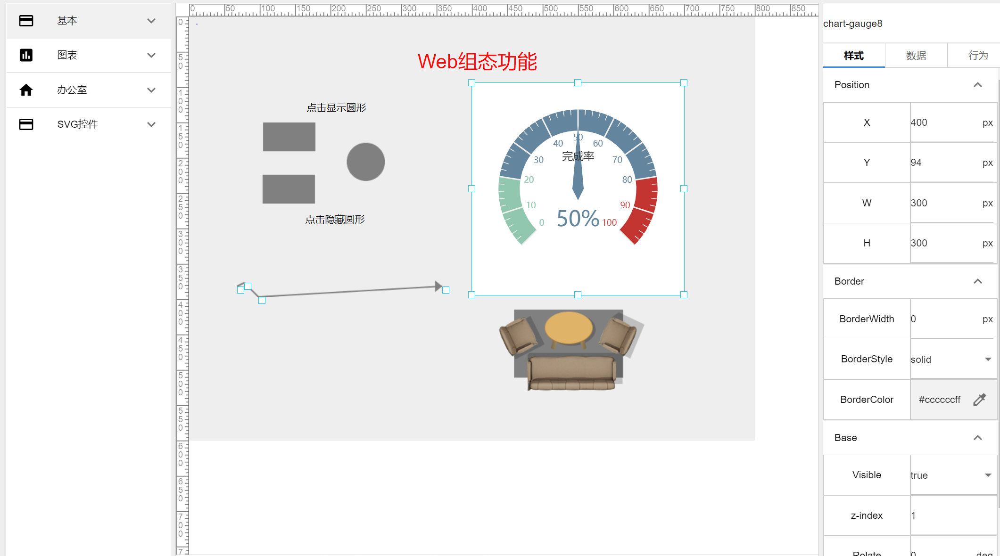 基本
图表
办公室
SVG控件
0 50 100 150 200 250 300 350 400 450 500 550 600 650 700 750 800 850
0
50
100
150
200
250
300
350
400
450
500
550
600
650
700
7
Web组态功能
点击显示圆形
点击隐藏圆形
0
10
20
30
40
50
60
70
80
90
100
完成率
50%
chart-gauge8
样式 数据 行为
Position
X 400 px
Y 94 px
W 300 px
H 300 px
Border
BorderWidth 0 px
BorderStyle solid
BorderColor #ccccccff
Base
Visible true
z-index 1
Rolate 0 deg